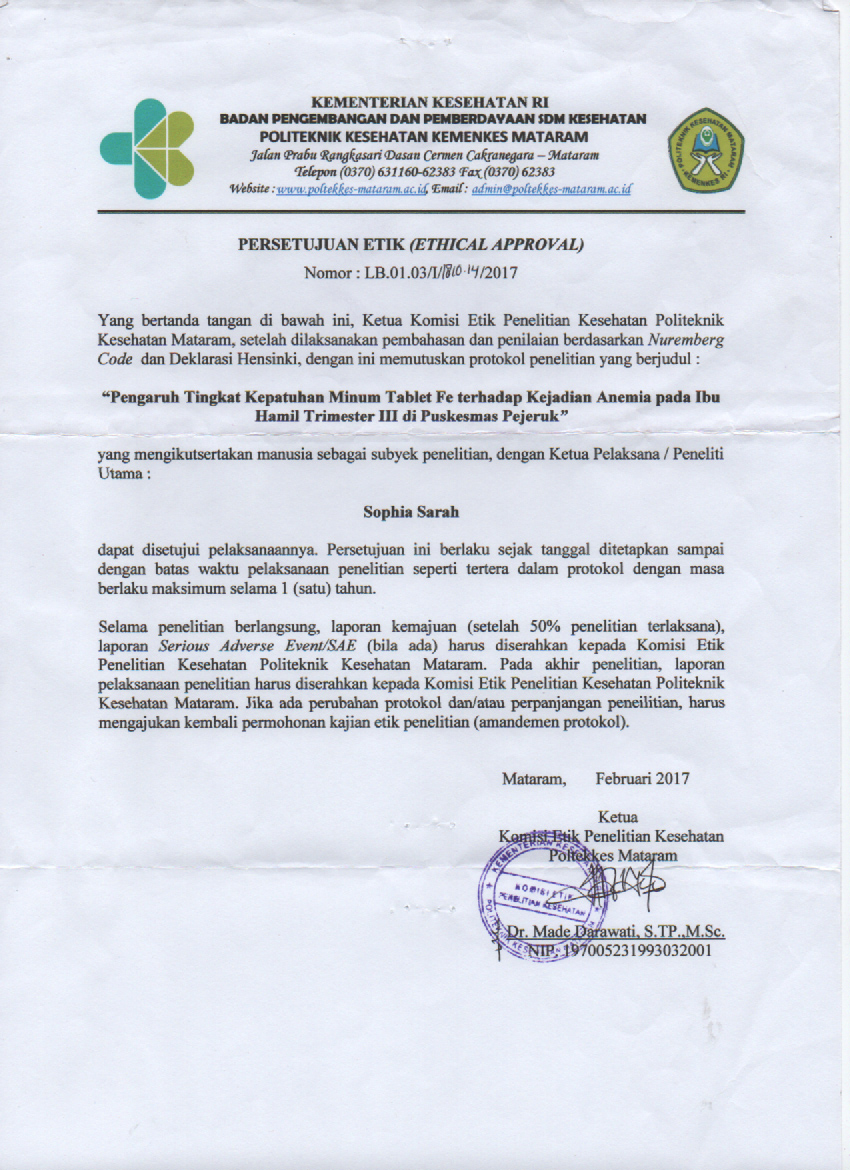 KEMENTERIAN KESEHATAN RI
BADAN PENGEMBANGAN DAN PEMBERDAYAAN SDM KESEHATAN
POLITEKNIK KESEHATAN KEMENKES MATARAM
Jalan Prabu Rangkasari Dasan Cermen Cakranegara – Mataram
Telepon (0370) 631160-62383 Fax (0370) 62383
Website : www.poltekkes-mataram.ac.id, Email : admin@poltekkes-mataram.ac.id
POLITEKNIK KESEHATAN MATARAM
KEMENKES RI
PERSETUJUAN ETIK (ETHICAL APPROVAL)
Nomor : LB.01.03/I/1810.14/2017
Yang bertanda tangan di bawah ini, Ketua Komisi Etik Penelitian Kesehatan Politeknik
Kesehatan Mataram, setelah dilaksanakan pembahasan dan penilaian berdasarkan Nuremberg
Code dan Deklarasi Hensinki, dengan ini memutuskan protokol penelitian yang berjudul :
“Pengaruh Tingkat Kepatuhan Minum Tablet Fe terhadap Kejadian Anemia pada Ibu
Hamil Trimester III di Puskesmas Pejeruk”
yang mengikutsertakan manusia sebagai subyek penelitian, dengan Ketua Pelaksana / Peneliti
Utama :
Sophia Sarah
dapat disetujui pelaksanaannya. Persetujuan ini berlaku sejak tanggal ditetapkan sampai
dengan batas waktu pelaksanaan penelitian seperti tertera dalam protokol dengan masa
berlaku maksimum selama 1 (satu) tahun.
Selama penelitian berlangsung, laporan kemajuan (setelah 50% penelitian terlaksana),
laporan Serious Adverse Event/SAE (bila ada) harus diserahkan kepada Komisi Etik
Penelitian Kesehatan Politeknik Kesehatan Mataram. Pada akhir penelitian, laporan
pelaksanaan penelitian harus diserahkan kepada Komisi Etik Penelitian Kesehatan Politeknik
Kesehatan Mataram. Jika ada perubahan protokol dan/atau perpanjangan peneilitian, harus
mengajukan kembali permohonan kajian etik penelitian (amandemen protokol).
Mataram, Februari 2017
Ketua
Komisi Etik Penelitian Kesehatan
Poltekkes Mataram
KOMISI ETIK
PENELITIAN KESEHATAN
Dr. Made Darawati, S.TP.,M.Sc.
NIP. 197005231993032001